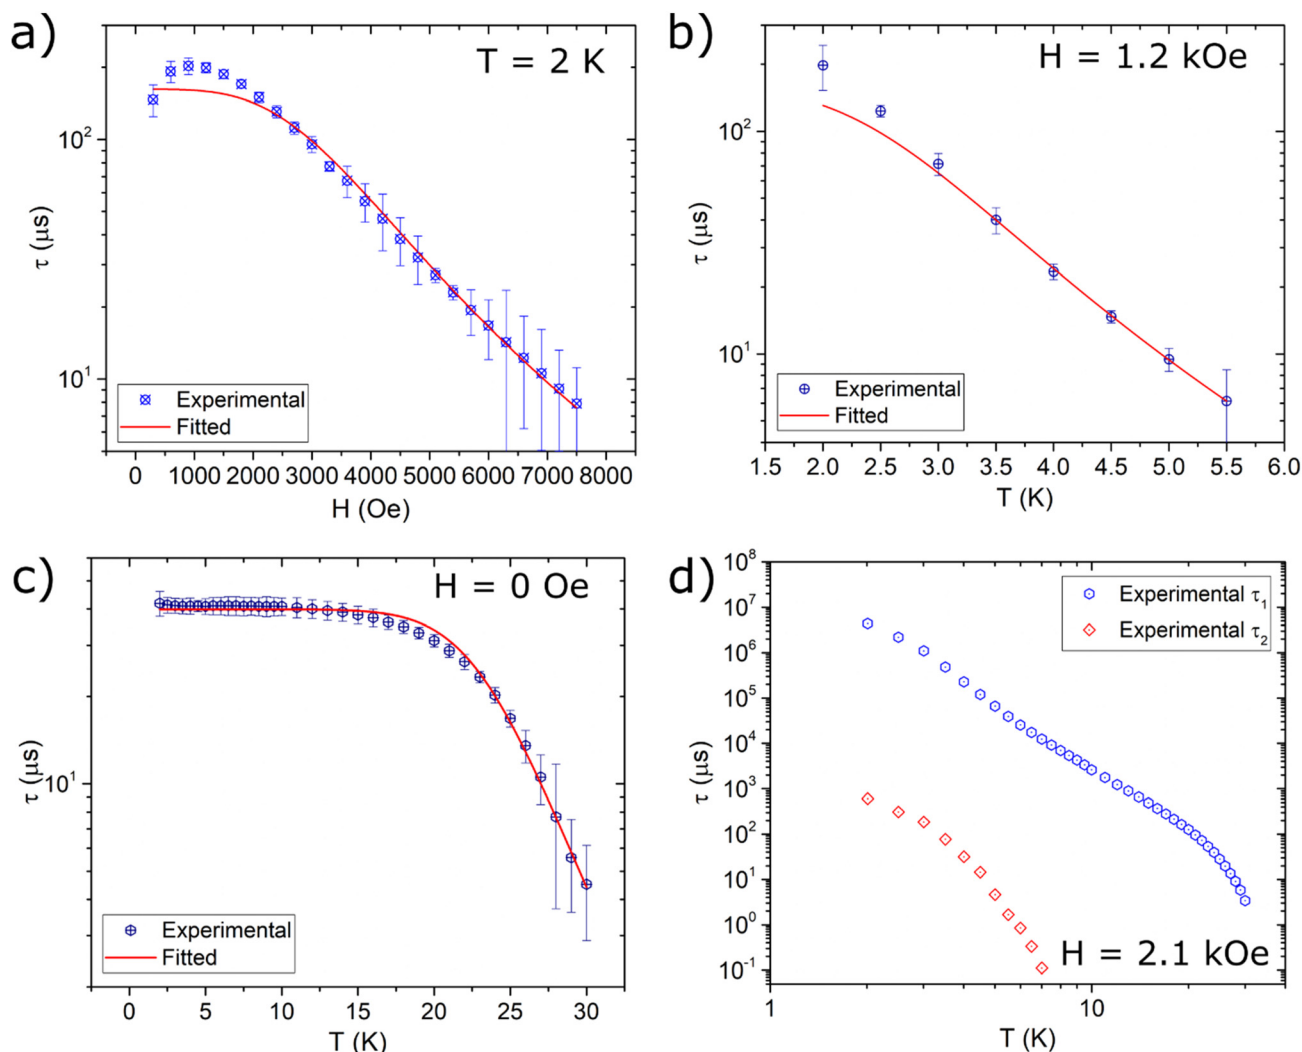 a)
T = 2 K
10²
10¹
τ (µs)
Experimental
Fitted
0 1000 2000 3000 4000 5000 6000 7000 8000
H (Oe)
b)
H = 1.2 kOe
10²
10¹
τ (µs)
Experimental
Fitted
1.5 2.0 2.5 3.0 3.5 4.0 4.5 5.0 5.5 6.0
T (K)
c)
H = 0 Oe
10¹
τ (µs)
Experimental
Fitted
0 5 10 15 20 25 30
T (K)
d)
Experimental τ₁
Experimental τ₂
10⁸
10⁷
10⁶
10⁵
10⁴
10³
10²
10¹
10⁰
10⁻¹
τ (µs)
H = 2.1 kOe
1 10
T (K)